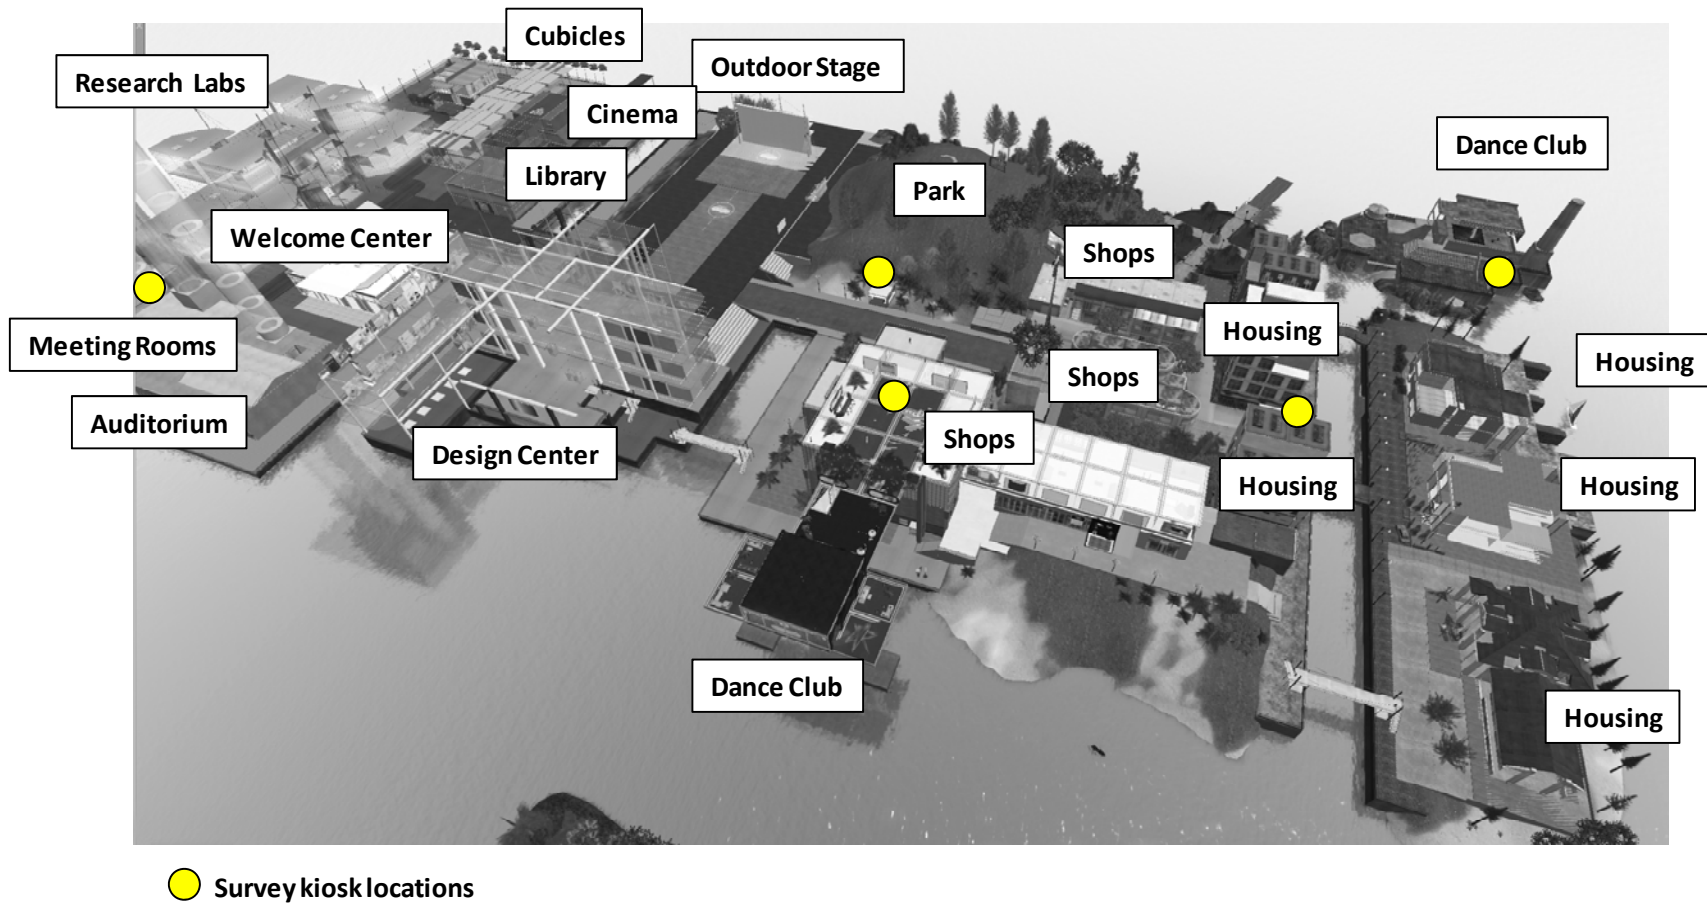 Cubicles
Research Labs
Outdoor Stage
Cinema
Dance Club
Library
Park
Welcome Center
Shops
Housing
Meeting Rooms
Housing
Shops
Auditorium
Shops
Design Center
Housing
Housing
Dance Club
Housing
Survey kiosk locations